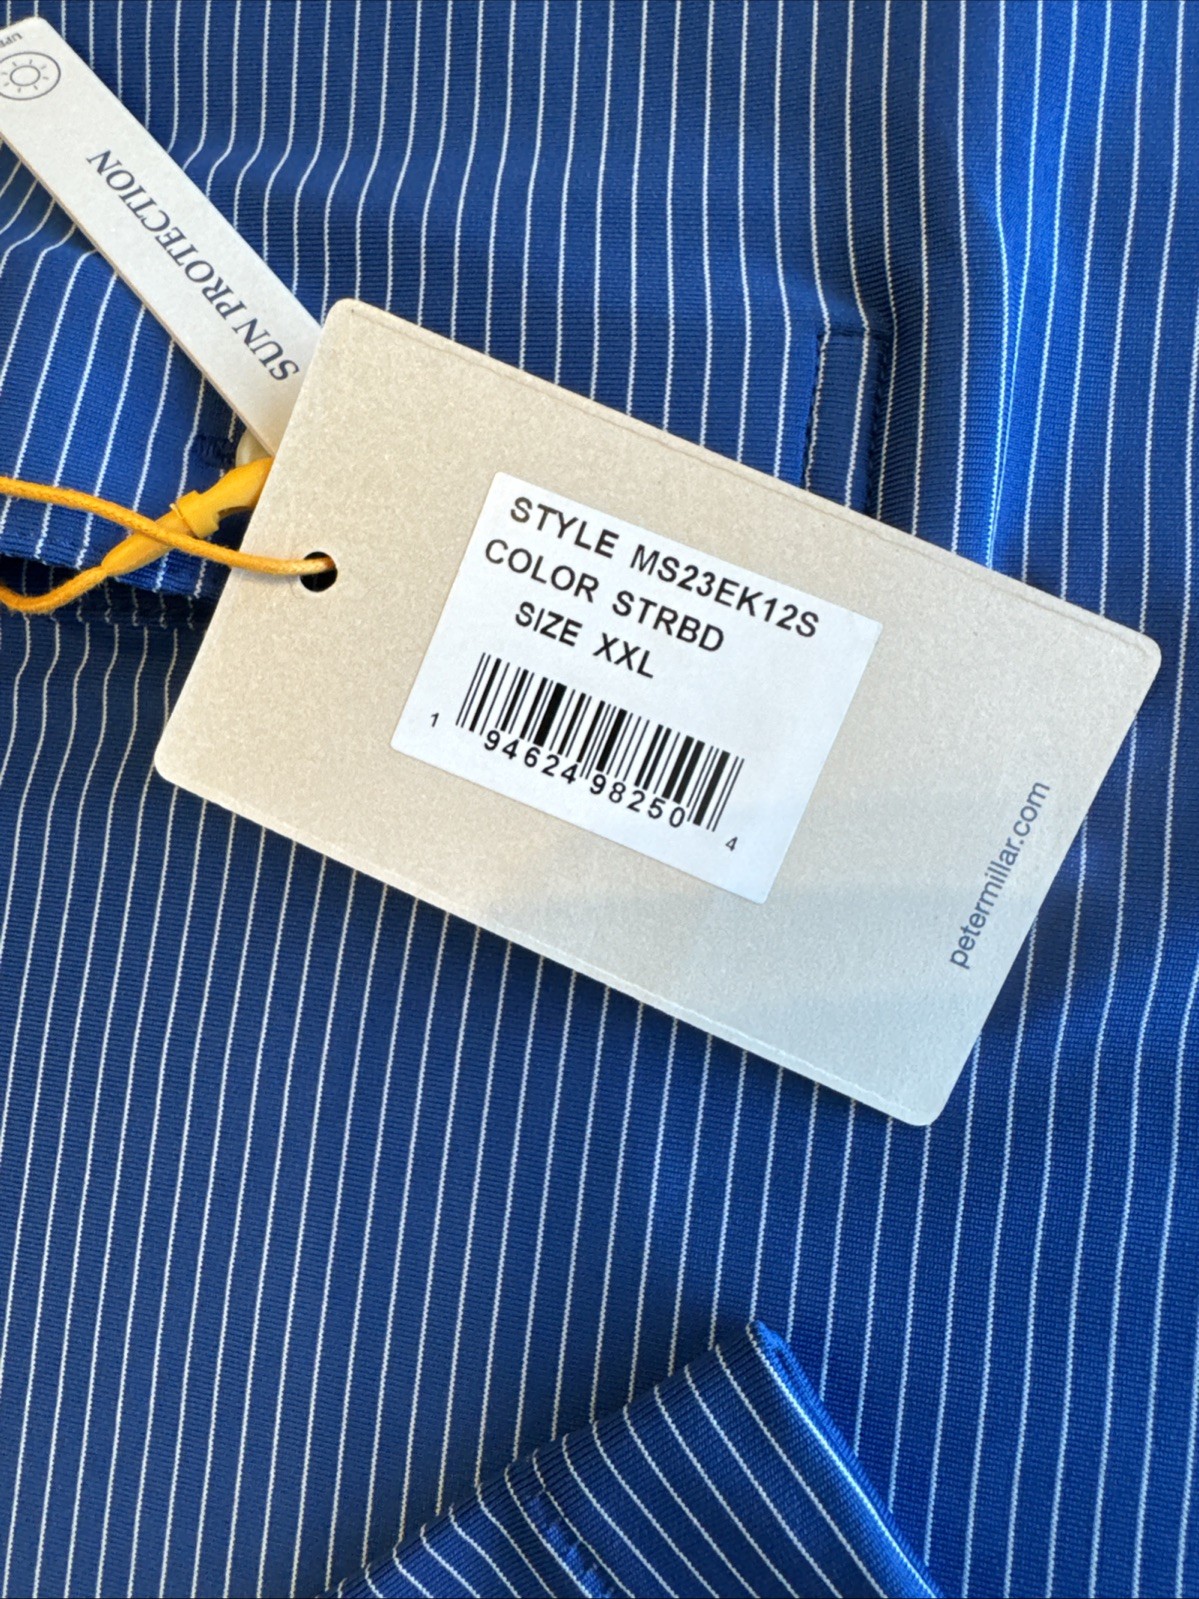 SUN PROTECTION
STYLE MS23EK12S
COLOR STRBD
SIZE XXL
1 94624 98250 4
petermillar.com